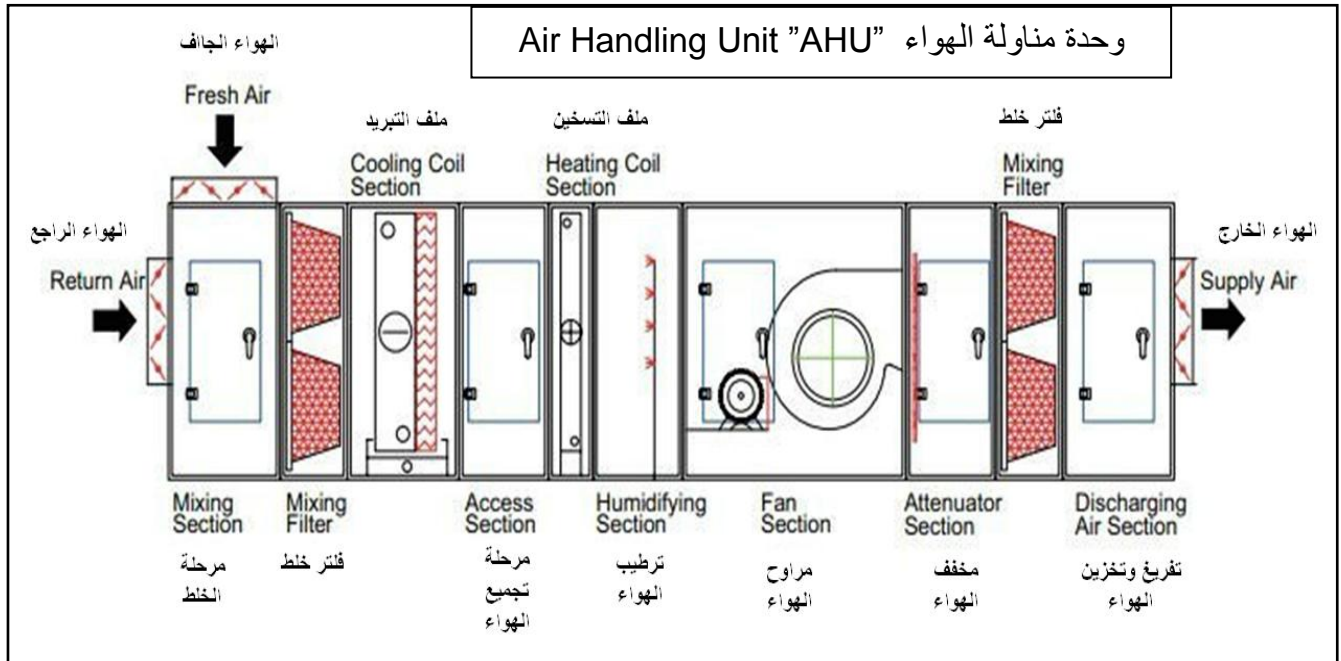 وحدة مناولة الهواء Air Handling Unit ”AHU“
الهواء الجااف
Fresh Air
ملف التبريد
Cooling Coil
Section
ملف التسخين
Heating Coil
Section
فلتر خلط
Mixing
Filter
الهواء الراجع
Return Air
الهواء الخارج
Supply Air
Mixing
Section
مرحلة
الخلط
Mixing
Filter
فلتر خلط
Access
Section
مرحلة
تجميع
الهواء
Humidifying
Section
ترطيب
الهواء
Fan
Section
مراوح
الهواء
Attenuator
Section
مخفف
الهواء
Discharging
Air Section
تفريغ وتخزين
الهواء